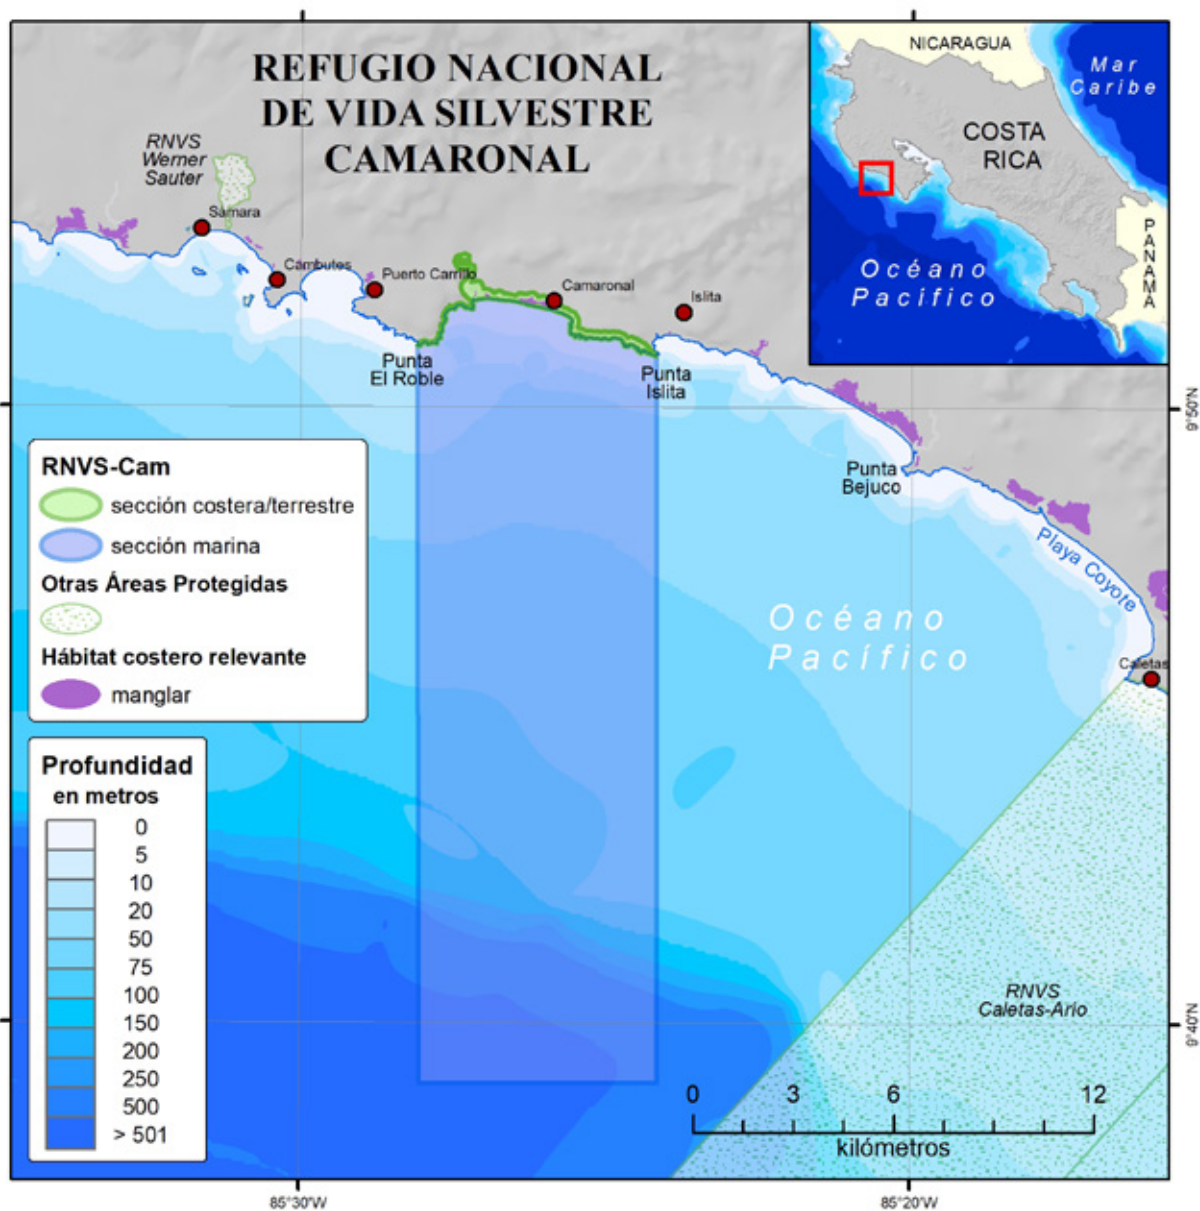 REFUGIO NACIONAL
DE VIDA SILVESTRE
CAMARONAL
NICARAGUA
Mar
Caribe
COSTA
RICA
PANAMÁ
Océano
Pacífico
RNVS
Werner
Sauter
Sámara
Cambutes
Puerto Carrillo
Camaronal
Islita
Punta
El Roble
Punta
Islita
9°50'N
Punta
Bejuco
Playa Coyote
Caletas
Océano
Pacífico
RNVS-Cam
sección costera/terrestre
sección marina
Otras Áreas Protegidas
Hábitat costero relevante
manglar
Profundidad
en metros
0
5
10
20
50
75
100
150
200
250
500
> 501
RNVS
Caletas-Ario
9°40'N
0 3 6 12
kilómetros
85°30'W
85°20'W